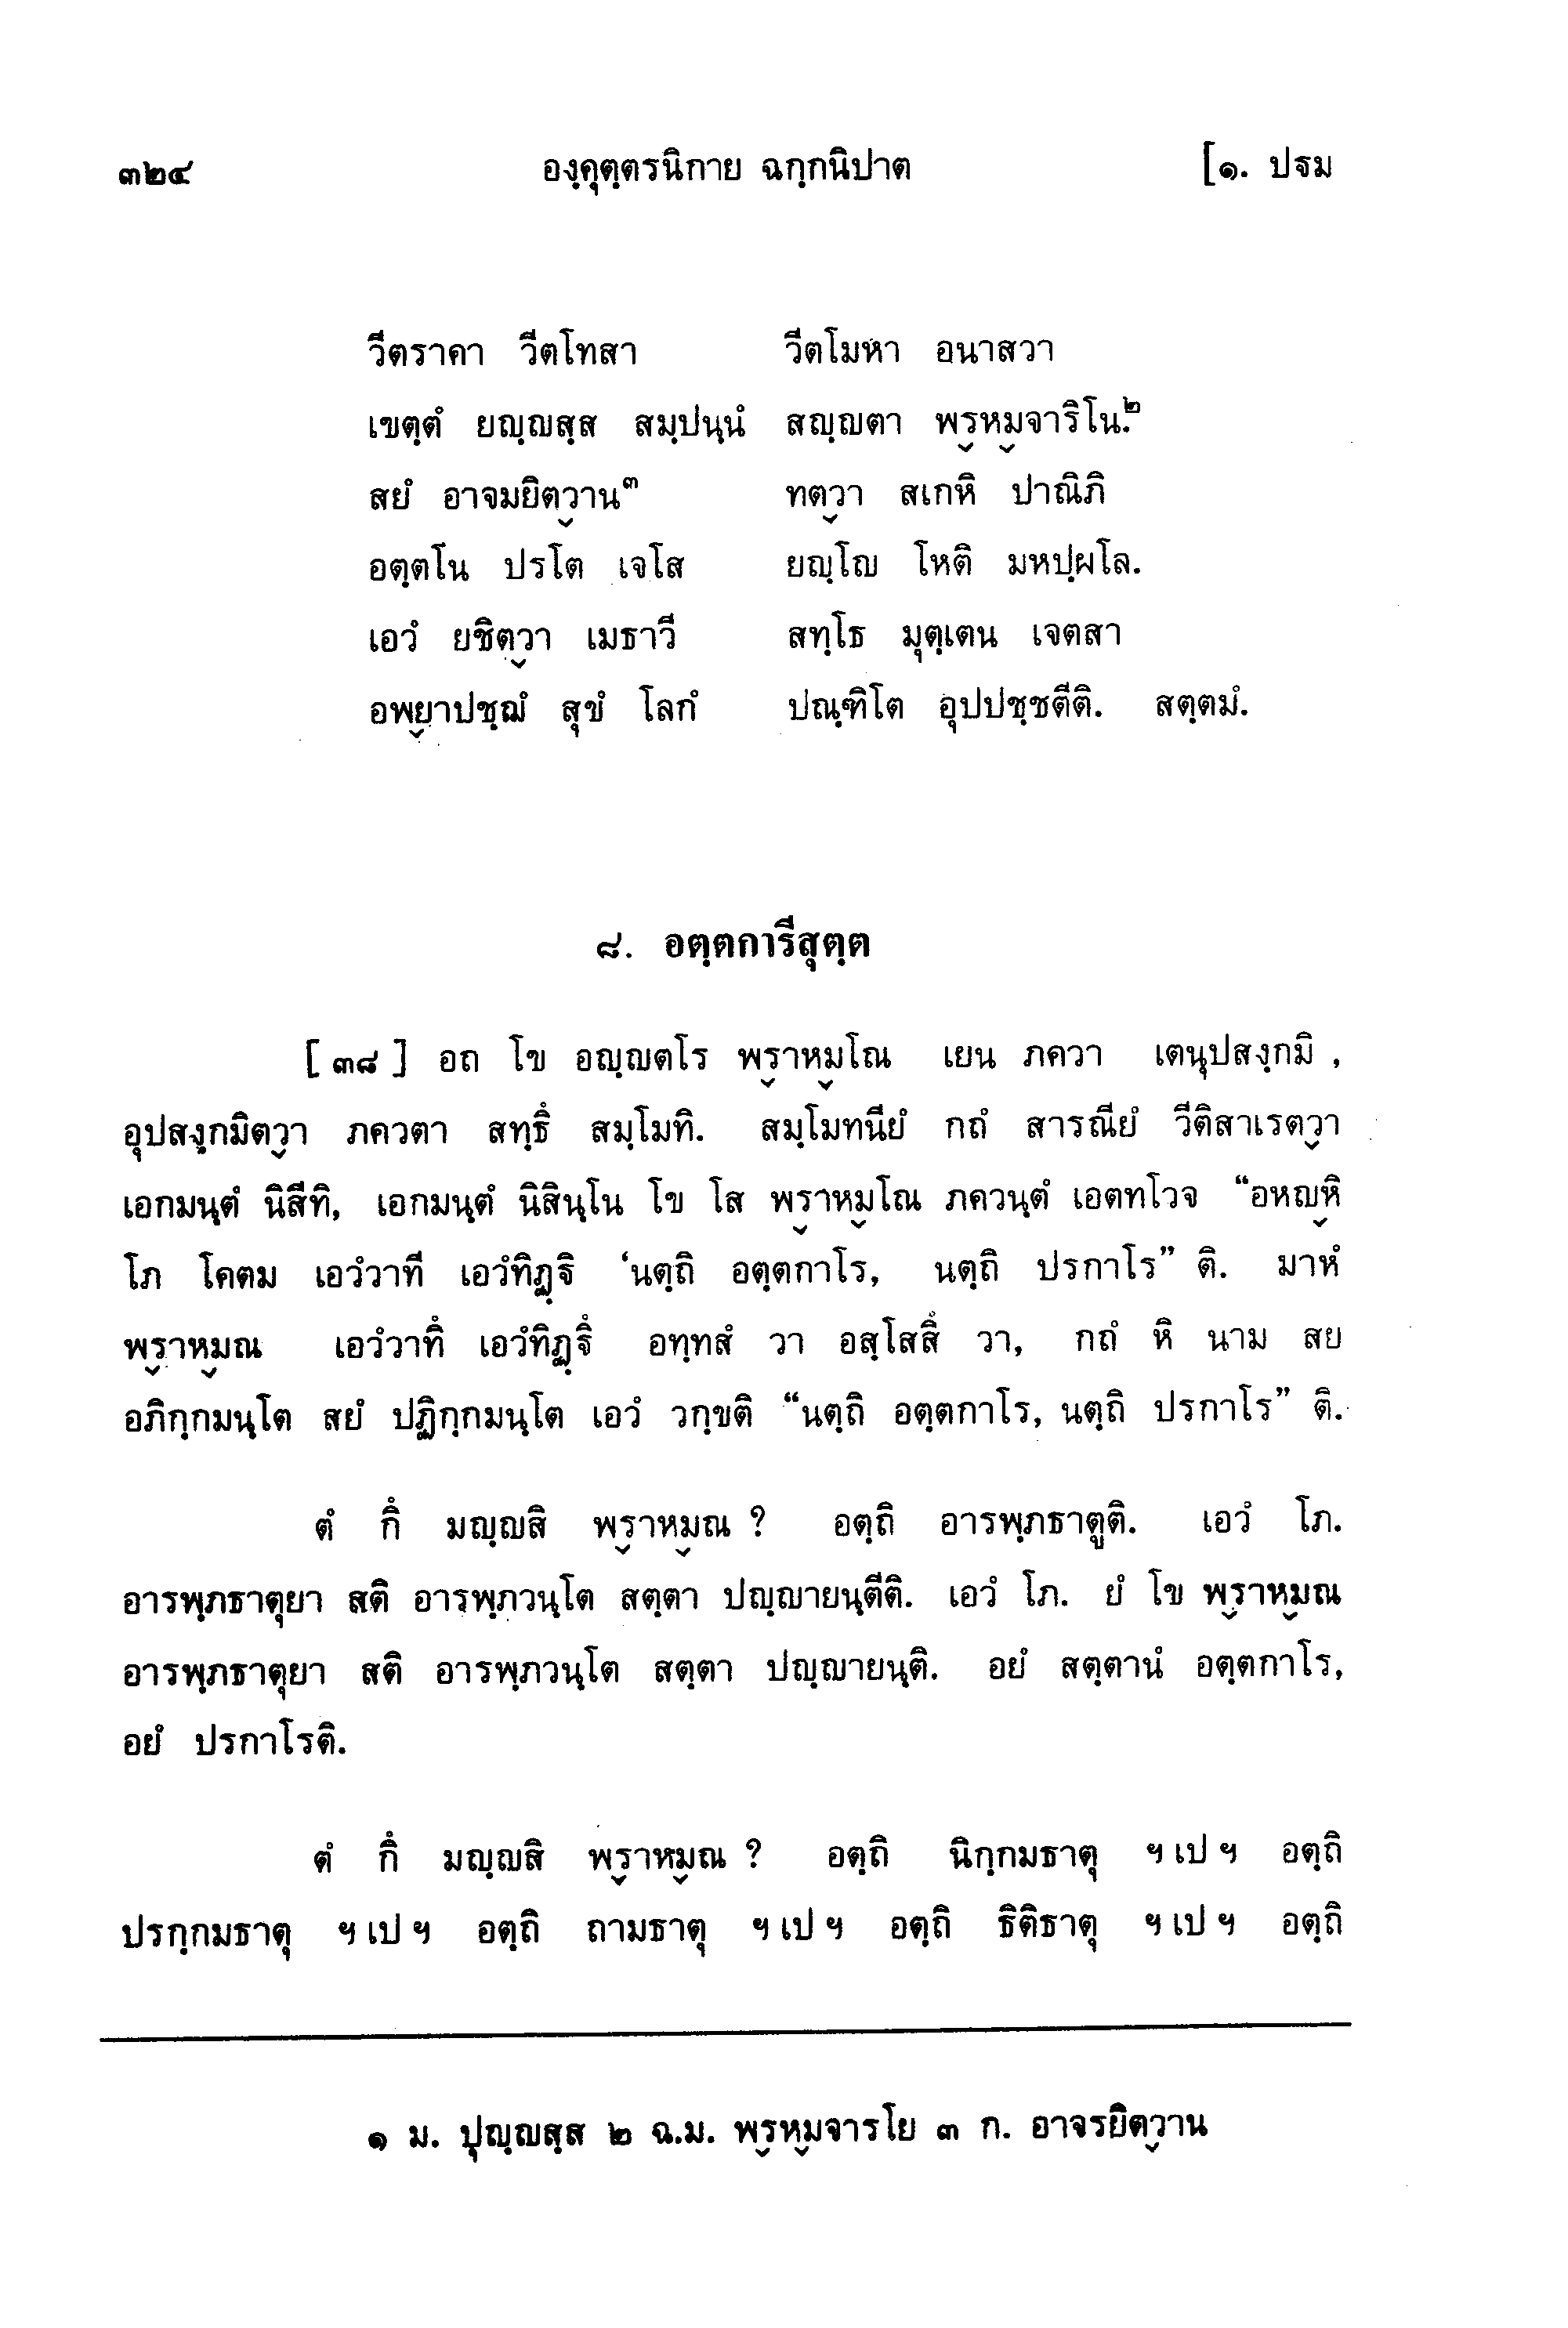 ๓๒๔ องฺคุตฺตรนิกาย ฉกฺกนิปาต [๑. ปฐม
วีตราคา วีตโทสา วีตโมหา อนาสวา
เขตฺตํ ยญฺญสฺส สมฺปนฺนํ สญฺญตา พฺรหฺมจาริโน.๒
สยํ อาจมยิตฺวาน๓ ทตฺวา สเกหิ ปาณิภิ
อตฺตโน ปรโต เจโส ยญฺโญ โหติ มหปฺผโล.
เอวํ ยชิตฺวา เมธาวี สทฺโธ มุตฺเตน เจตสา
อพฺยาปชฺฌํ สุขํ โลกํ ปณฺฑิโต อุปปชฺชตีติ. สตฺตมํ.
๘. อตฺตการีสุตฺต
[๓๘] อถ โข อญฺญตโร พฺราหฺมโณ เยน ภควา เตนุปสงฺกมิ ,
อุปสงฺกมิตฺวา ภควตา สทฺธึ สมฺโมทิ. สมฺโมทนียํ กถํ สารณียํ วีติสาเรตฺวา
เอกมนฺตํ นิสีทิ, เอกมนฺตํ นิสินฺโน โข โส พฺราหฺมโณ ภควนฺตํ เอตทโวจ “อหญฺหิ
โภ โคตม เอวํวาที เอวํทิฏฺฐิ ‘นตฺถิ อตฺตกาโร, นตฺถิ ปรกาโร” ติ. มาหํ
พฺราหฺมณ เอวํวาทึ เอวํทิฏฺฐึ อทฺทสํ วา อสฺโสสึ วา, กถํ หิ นาม สย
อภิกฺกมนฺโต สยํ ปฏิกฺกมนฺโต เอวํ วกฺขติ “นตฺถิ อตฺตกาโร, นตฺถิ ปรกาโร” ติ.
ตํ กึ มญฺญสิ พฺราหฺมณ ? อตฺถิ อารพฺภธาตูติ. เอวํ โภ.
อารพฺภธาตุยา สติ อารพฺภวนฺโต สตฺตา ปญฺญายนฺตีติ. เอวํ โภ. ยํ โข พฺราหฺมณ
อารพฺภธาตุยา สติ อารพฺภวนฺโต สตฺตา ปญฺญายนฺติ. อยํ สตฺตานํ อตฺตกาโร,
อยํ ปรกาโรติ.
ตํ กึ มญฺญสิ พฺราหฺมณ ? อตฺถิ นิกฺกมธาตุ ฯ เป ฯ อตฺถิ
ปรกฺกมธาตุ ฯ เป ฯ อตฺถิ ถามธาตุ ฯ เป ฯ อตฺถิ ธิติธาตุ ฯ เป ฯ อตฺถิ
๑ ม. ปุญฺญสฺส ๒ ฉ.ม. พฺรหฺมจารโย ๓ ก. อาจรยิตฺวาน